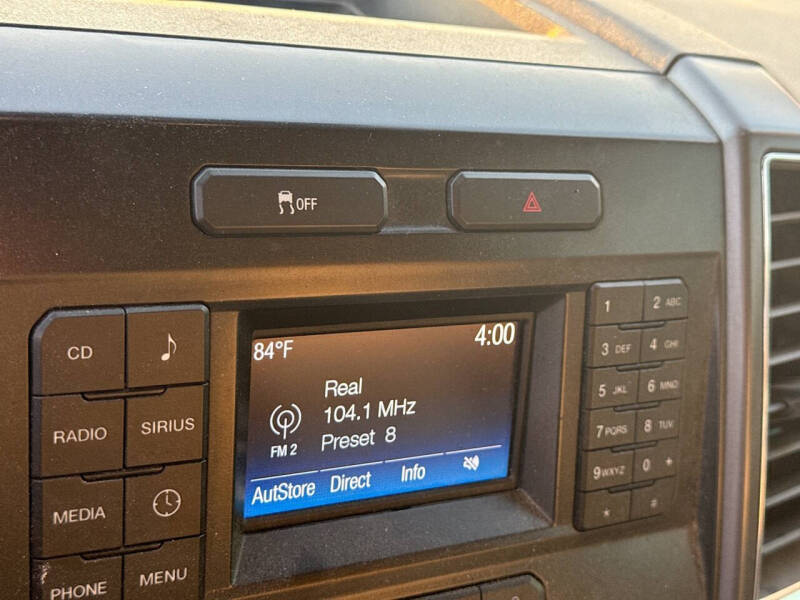 OFF
84°F 4:00
Real
104.1 MHz
FM 2 Preset 8
AutStore Direct Info
CD
RADIO SIRIUS
MEDIA
PHONE MENU
1 2 ABC
3 DEF 4 GHI
5 JKL 6 MNO
7 PQRS 8 TUV
9 WXYZ 0 +
* #